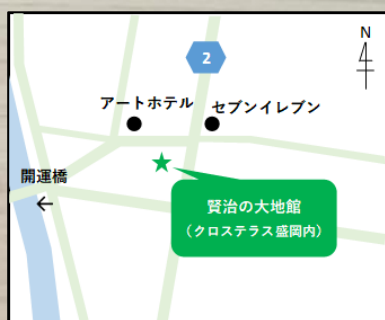 N
2
アートホテル
セブンイレブン
開運橋
←
賢治の大地館
（クロステラス盛岡内）